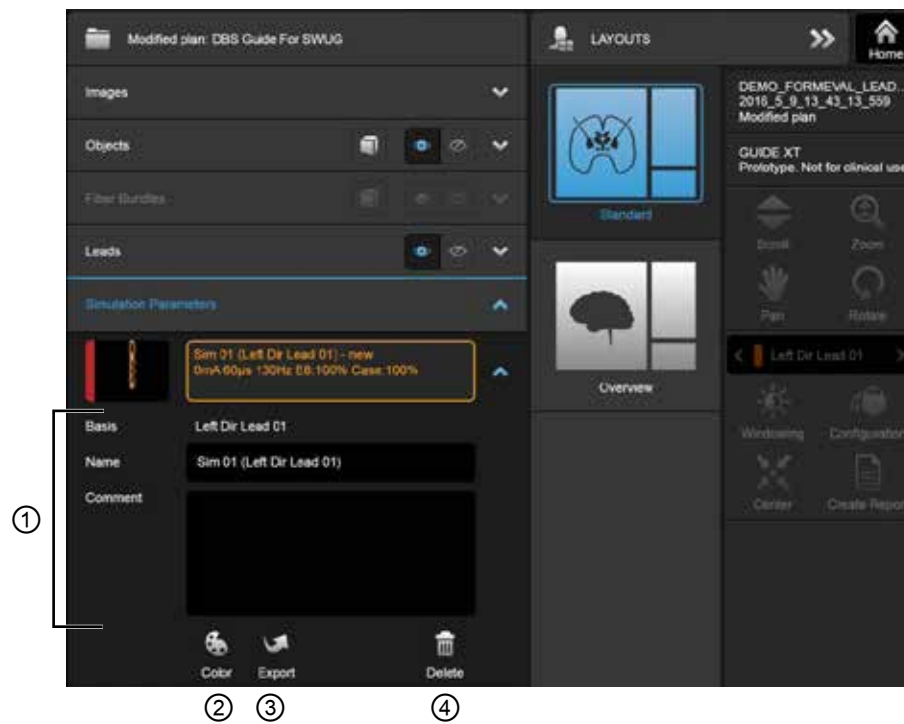 Modified plan: DBS Guide For SWUG
LAYOUTS
Home
Images
DEMO_FORMEVAL_LEAD...
2016_5_9_13_43_13_559
Modified plan
Objects
GUIDE XT
Prototype. Not for clinical use
Fiber Bundles
Standard
Scroll
Zoom
Leads
Pan
Rotate
Simulation Parameters
Left Dir Lead 01
Sim 01 (Left Dir Lead 01) - new
0mA 60µs 130Hz E8:100% Case:100%
Overview
Basis
Left Dir Lead 01
Windowing
Configuration
Name
Sim 01 (Left Dir Lead 01)
Comment
Center
Create Repor
1
Color
Export
Delete
2
3
4